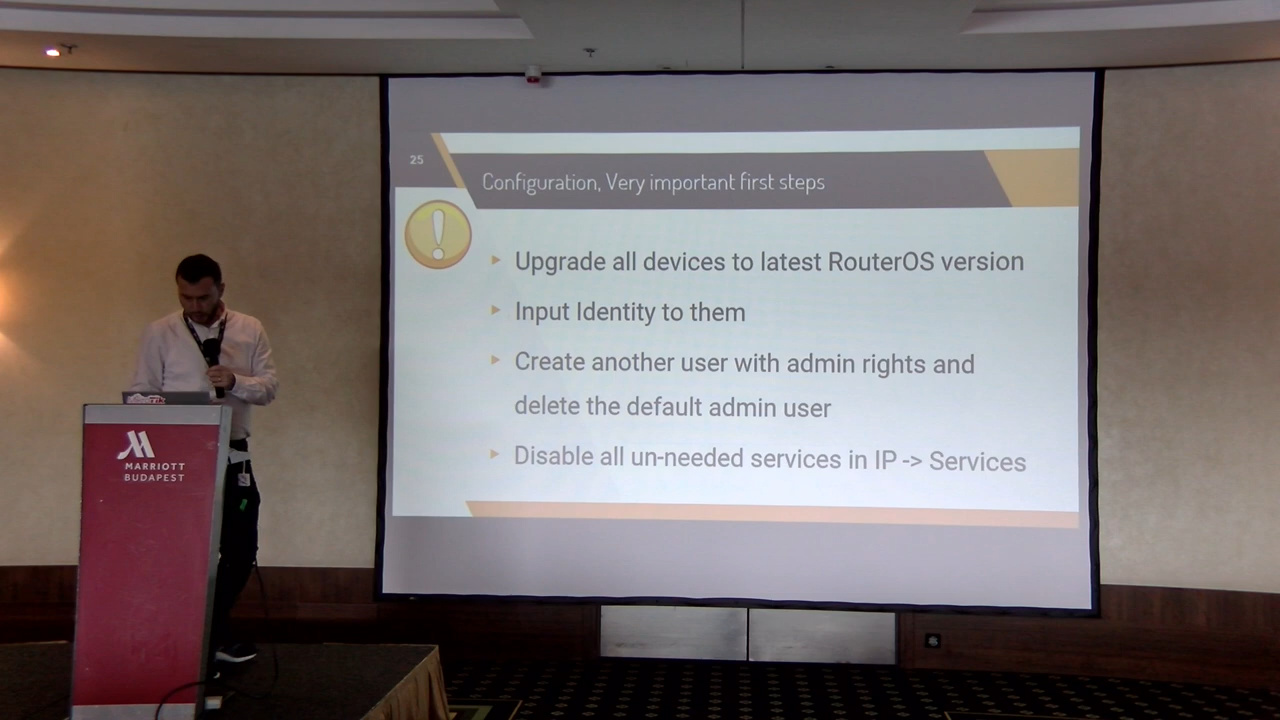 25
Configuration, Very important first steps
Upgrade all devices to latest RouterOS version
Input Identity to them
Create another user with admin rights and
delete the default admin user
Disable all un-needed services in IP -> Services
MARRIOTT
BUDAPEST